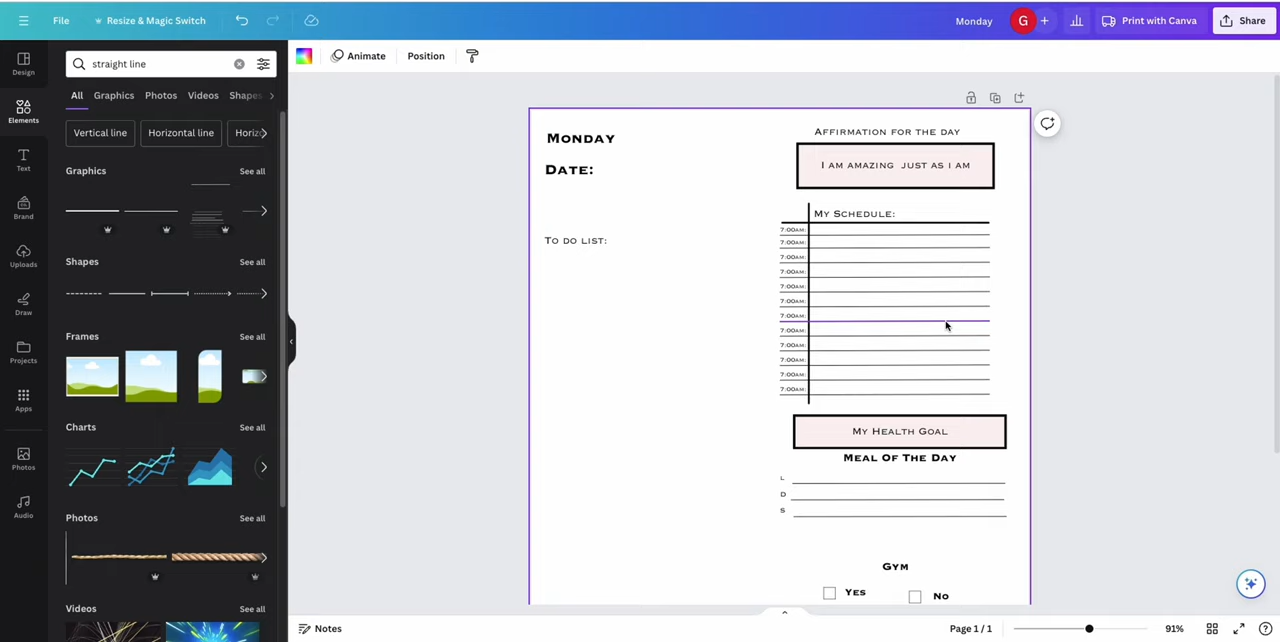 File
Resize & Magic Switch
Monday
G
+
Print with Canva
Share
Design
Elements
Text
Brand
Uploads
Draw
Projects
Apps
Photos
Audio
straight line
All
Graphics
Photos
Videos
Shapes
Vertical line
Horizontal line
Horiz
Graphics
See all
Shapes
See all
Frames
See all
Charts
See all
Photos
See all
Videos
See all
Animate
Position
Monday
Date:
To do list:
Affirmation for the day
I am amazing just as i am
My Schedule:
7:00am:
7:00am:
7:00am:
7:00am:
7:00am:
7:00am:
7:00am:
7:00am:
7:00am:
7:00am:
7:00am:
7:00am:
My Health Goal
Meal Of The Day
L
D
S
Gym
Yes
No
Notes
Page 1 / 1
91%